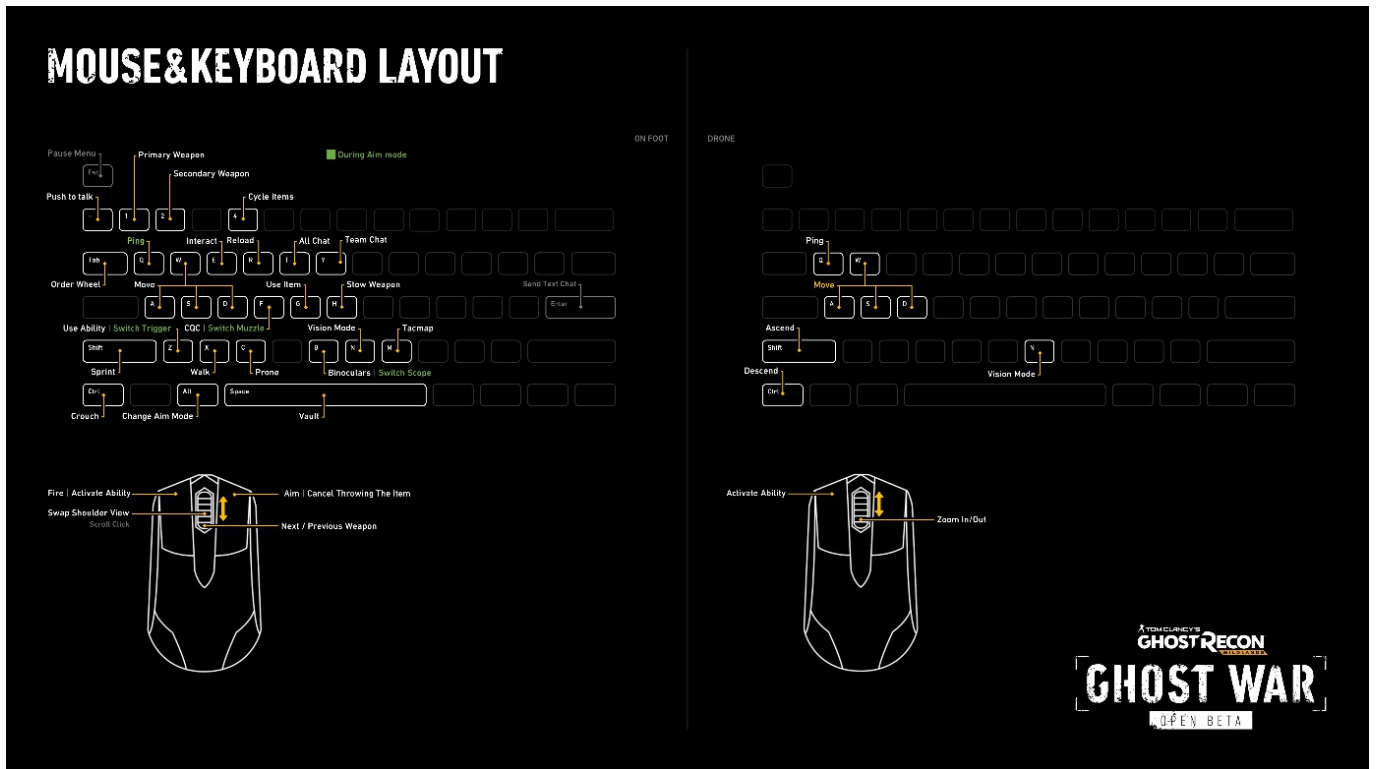 MOUSE&KEYBOARD LAYOUT
ON FOOT
DRONE
Pause Menu
Primary Weapon
During Aim mode
Esc
Secondary Weapon
Push to talk
Cycle Items
~ 1 2 4
Ping
Interact
Reload
All Chat
Team Chat
Tab Q W E R T Y
Order Wheel
Move
Use Item
Stow Weapon
Send Text Chat
A S D F G H Enter
Use Ability | Switch Trigger
CQC | Switch Muzzle
Vision Mode
Tacmap
Shift Z X C B N M
Sprint
Walk
Prone
Binoculars | Switch Scope
Ctrl Alt Space
Crouch
Change Aim Mode
Vault
Fire | Activate Ability
Aim | Cancel Throwing The Item
Swap Shoulder View
Scroll Click
Next / Previous Weapon
Ping
Q W
Move
A S D
Ascend
Shift N
Descend
Vision Mode
Ctrl
Activate Ability
Zoom In/Out
TOM CLANCY'S
GHOST RECON
WILDLANDS
GHOST WAR
OPEN BETA